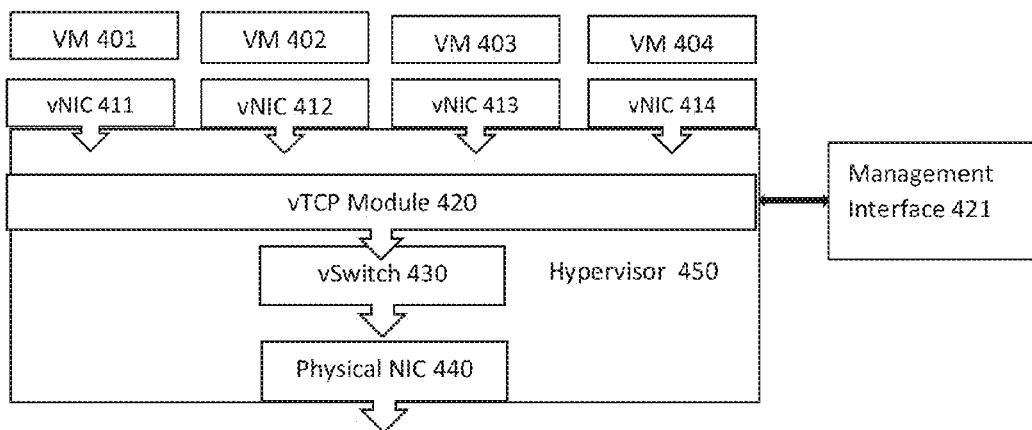 VM 401
VM 402
VM 403
VM 404
vNIC 411
vNIC 412
vNIC 413
vNIC 414
vTCP Module 420
Management
Interface 421
vSwitch 430
Hypervisor 450
Physical NIC 440